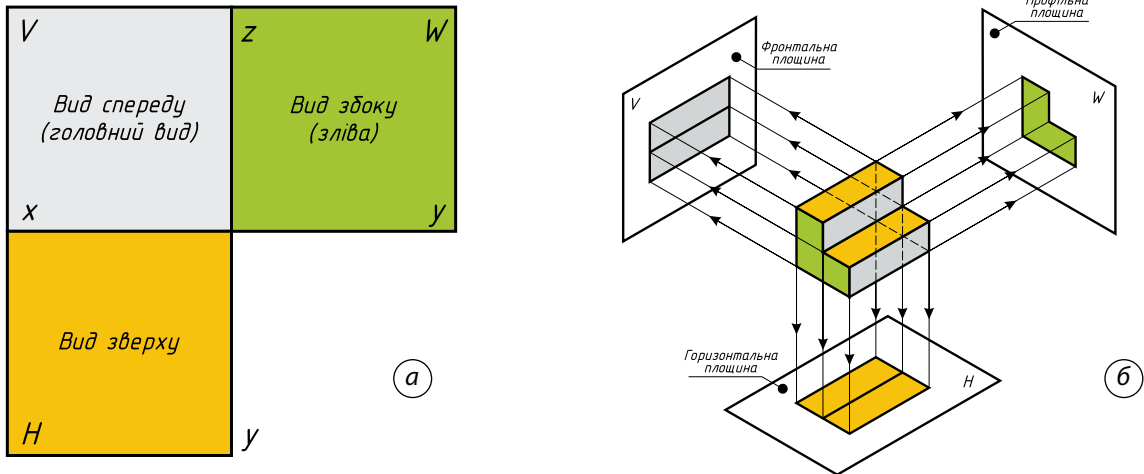 V
z
W
Вид спереду
(головний вид)
Вид збоку
(зліва)
x
y
Вид зверху
H
y
а
Фронтальна
площина
V
Профільна
площина
W
Горизонтальна
площина
H
б